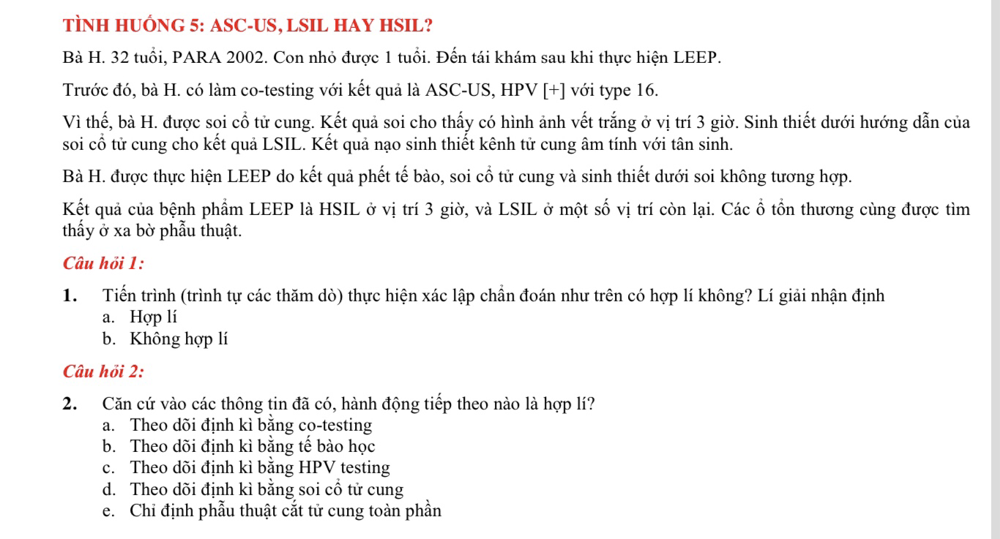 TÌNH HUỐNG 5: ASC-US, LSIL HAY HSIL?
Bà H. 32 tuổi, PARA 2002. Con nhỏ được 1 tuổi. Đến tái khám sau khi thực hiện LEEP.
Trước đó, bà H. có làm co-testing với kết quả là ASC-US, HPV [+] với type 16.
Vì thế, bà H. được soi cổ tử cung. Kết quả soi cho thấy có hình ảnh vết trắng ở vị trí 3 giờ. Sinh thiết dưới hướng dẫn của
soi cổ tử cung cho kết quả LSIL. Kết quả nạo sinh thiết kênh tử cung âm tính với tân sinh.
Bà H. được thực hiện LEEP do kết quả phết tế bào, soi cổ tử cung và sinh thiết dưới soi không tương hợp.
Kết quả của bệnh phẩm LEEP là HSIL ở vị trí 3 giờ, và LSIL ở một số vị trí còn lại. Các ổ tổn thương cùng được tìm
thấy ở xa bờ phẫu thuật.
Câu hỏi 1:
1. Tiến trình (trình tự các thăm dò) thực hiện xác lập chẩn đoán như trên có hợp lí không? Lí giải nhận định
a. Hợp lí
b. Không hợp lí
Câu hỏi 2:
2. Căn cứ vào các thông tin đã có, hành động tiếp theo nào là hợp lí?
a. Theo dõi định kì bằng co-testing
b. Theo dõi định kì bằng tế bào học
c. Theo dõi định kì bằng HPV testing
d. Theo dõi định kì bằng soi cổ tử cung
e. Chỉ định phẫu thuật cắt tử cung toàn phần